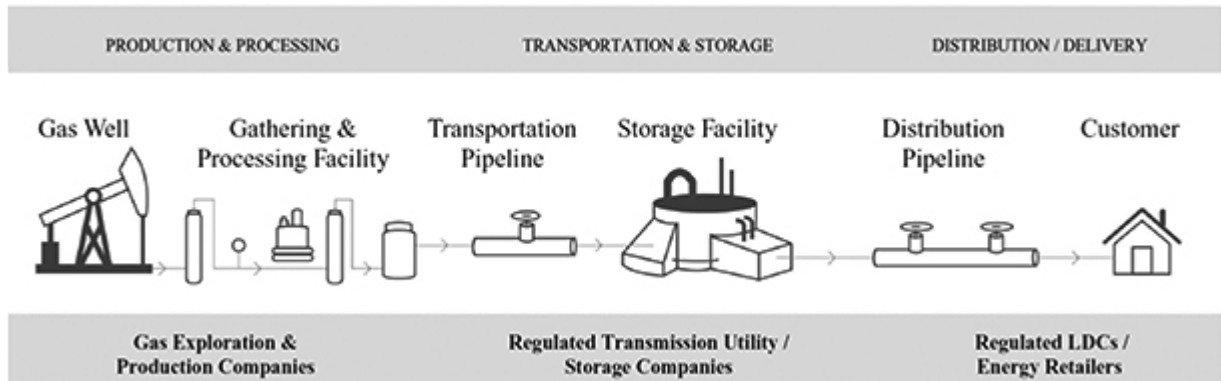 PRODUCTION & PROCESSING
TRANSPORTATION & STORAGE
DISTRIBUTION / DELIVERY
Gas Well
Gathering &
Processing Facility
Transportation
Pipeline
Storage Facility
Distribution
Pipeline
Customer
Gas Exploration &
Production Companies
Regulated Transmission Utility /
Storage Companies
Regulated LDCs /
Energy Retailers